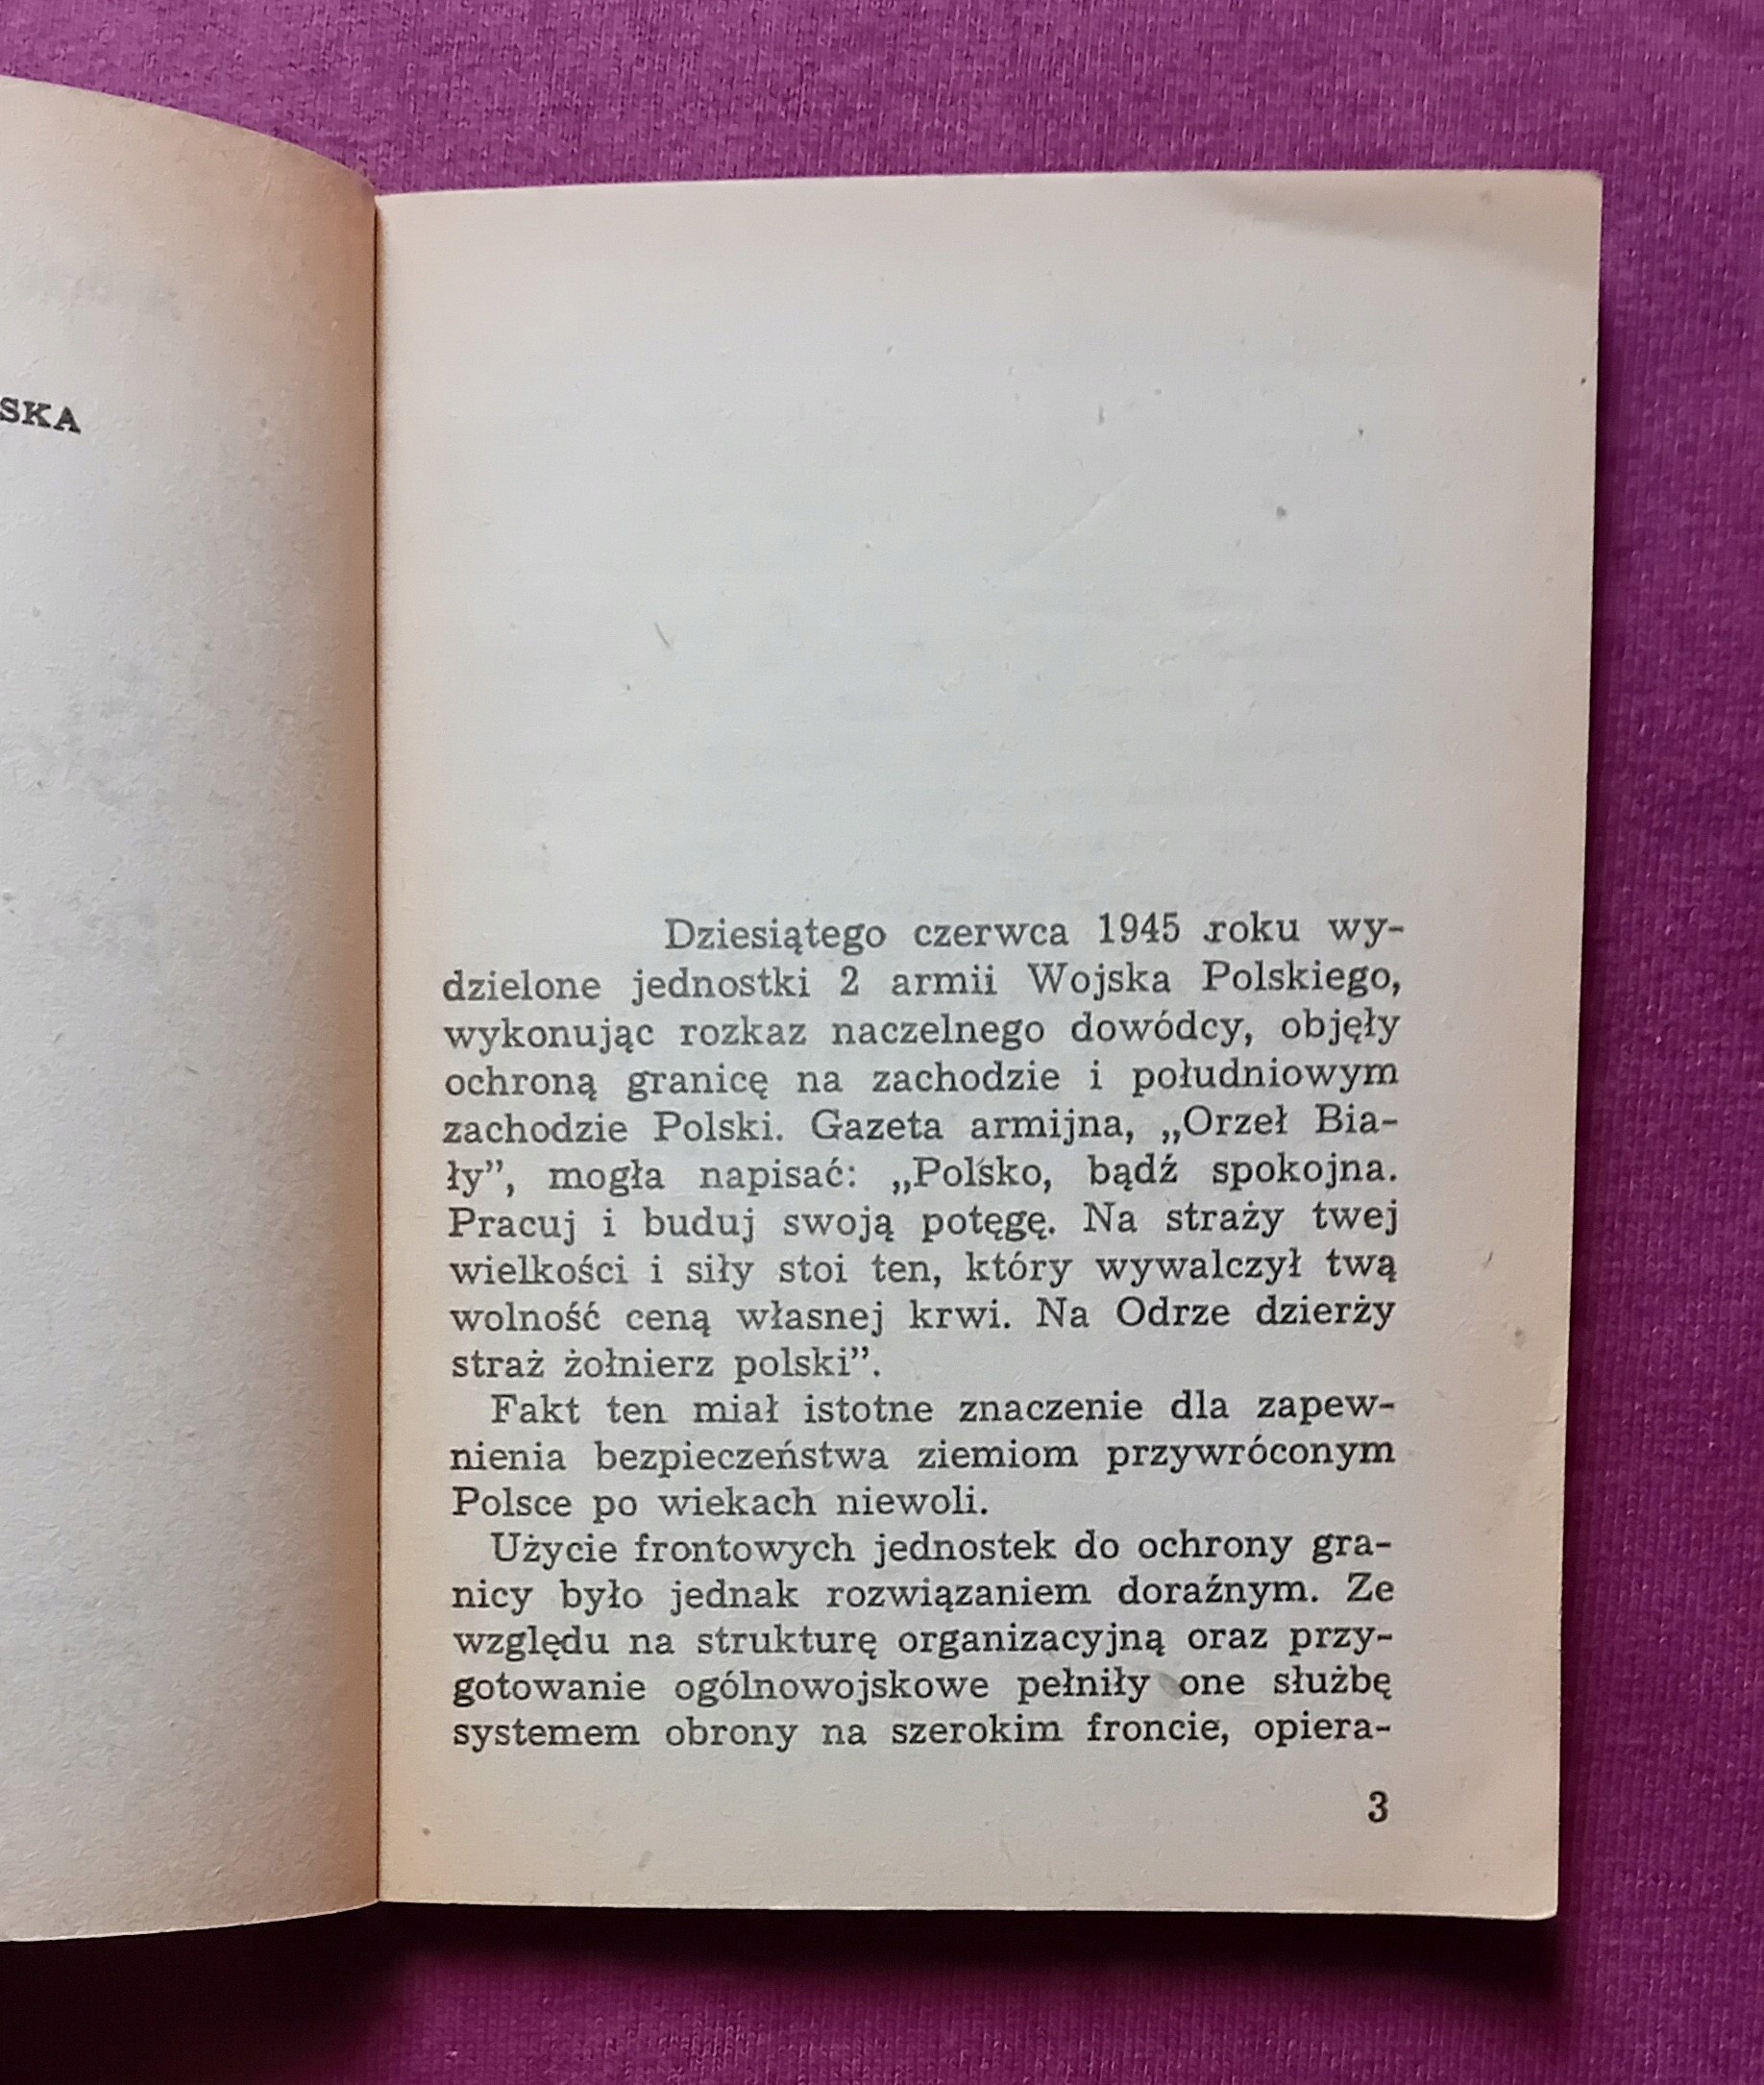 SKA
Dziesiątego czerwca 1945 roku wy-
dzielone jednostki 2 armii Wojska Polskiego,
wykonując rozkaz naczelnego dowódcy, objęły
ochroną granicę na zachodzie i południowym
zachodzie Polski. Gazeta armijna, „Orzeł Bia-
ły”, mogła napisać: „Polsko, bądź spokojna.
Pracuj i buduj swoją potęgę. Na straży twej
wielkości i siły stoi ten, który wywalczył twą
wolność ceną własnej krwi. Na Odrze dzierży
straż żołnierz polski”.
Fakt ten miał istotne znaczenie dla zapew-
nienia bezpieczeństwa ziemiom przywróconym
Polsce po wiekach niewoli.
Użycie frontowych jednostek do ochrony gra-
nicy było jednak rozwiązaniem doraźnym. Ze
względu na strukturę organizacyjną oraz przy-
gotowanie ogólnowojskowe pełniły one służbę
systemem obrony na szerokim froncie, opiera-
3